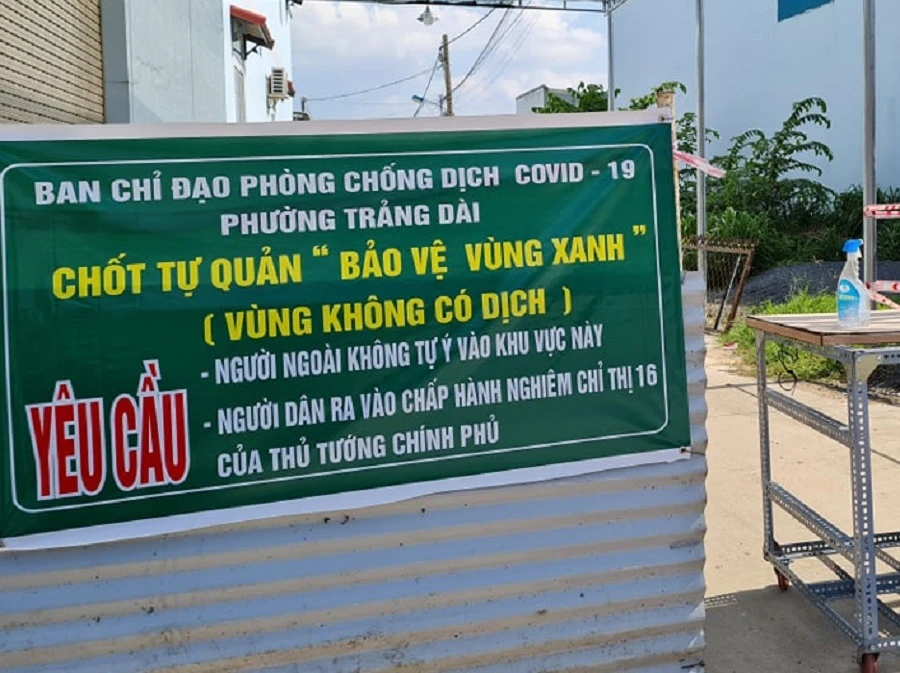 BAN CHỈ ĐẠO PHÒNG CHỐNG DỊCH COVID - 19
PHƯỜNG TRẢNG DÀI
CHỐT TỰ QUẢN “ BẢO VỆ VÙNG XANH ”
( VÙNG KHÔNG CÓ DỊCH )
YÊU CẦU
- NGƯỜI NGOÀI KHÔNG TỰ Ý VÀO KHU VỰC NÀY
- NGƯỜI DÂN RA VÀO CHẤP HÀNH NGHIÊM CHỈ THỊ 16
CỦA THỦ TƯỚNG CHÍNH PHỦ